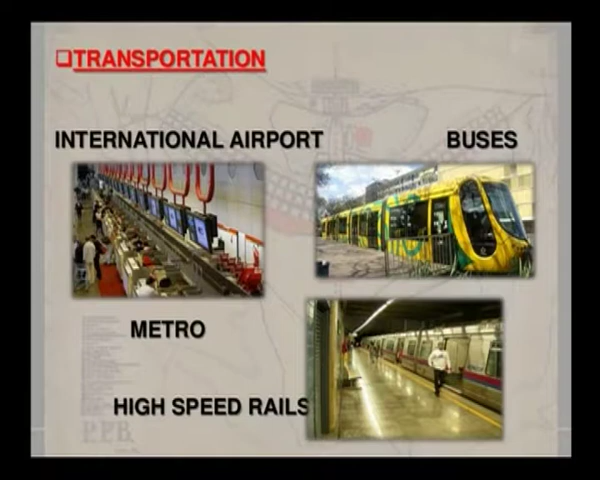 ❑TRANSPORTATION
INTERNATIONAL AIRPORT
BUSES
METRO
HIGH SPEED RAILS
P.P.B.